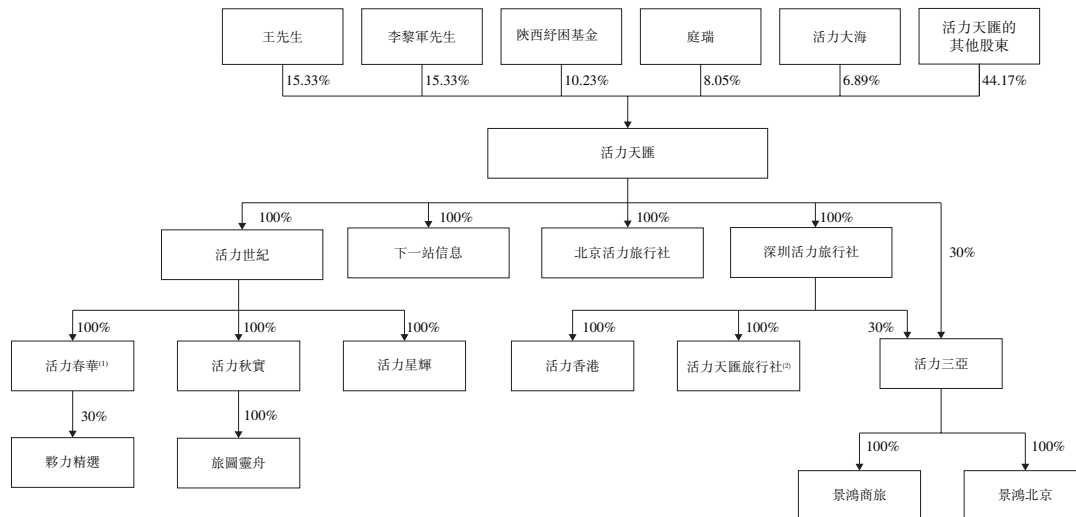 王先生
李黎軍先生
陝西紓困基金
庭瑞
活力大海
活力天匯的
其他股東
15.33%
15.33%
10.23%
8.05%
6.89%
44.17%
活力天匯
100%
100%
100%
100%
活力世紀
下一站信息
北京活力旅行社
深圳活力旅行社
30%
100%
100%
100%
100%
100%
30%
活力春華(1)
活力秋實
活力星輝
活力香港
活力天匯旅行社(2)
活力三亞
30%
100%
夥力精選
旅圖靈舟
100%
100%
景鴻商旅
景鴻北京